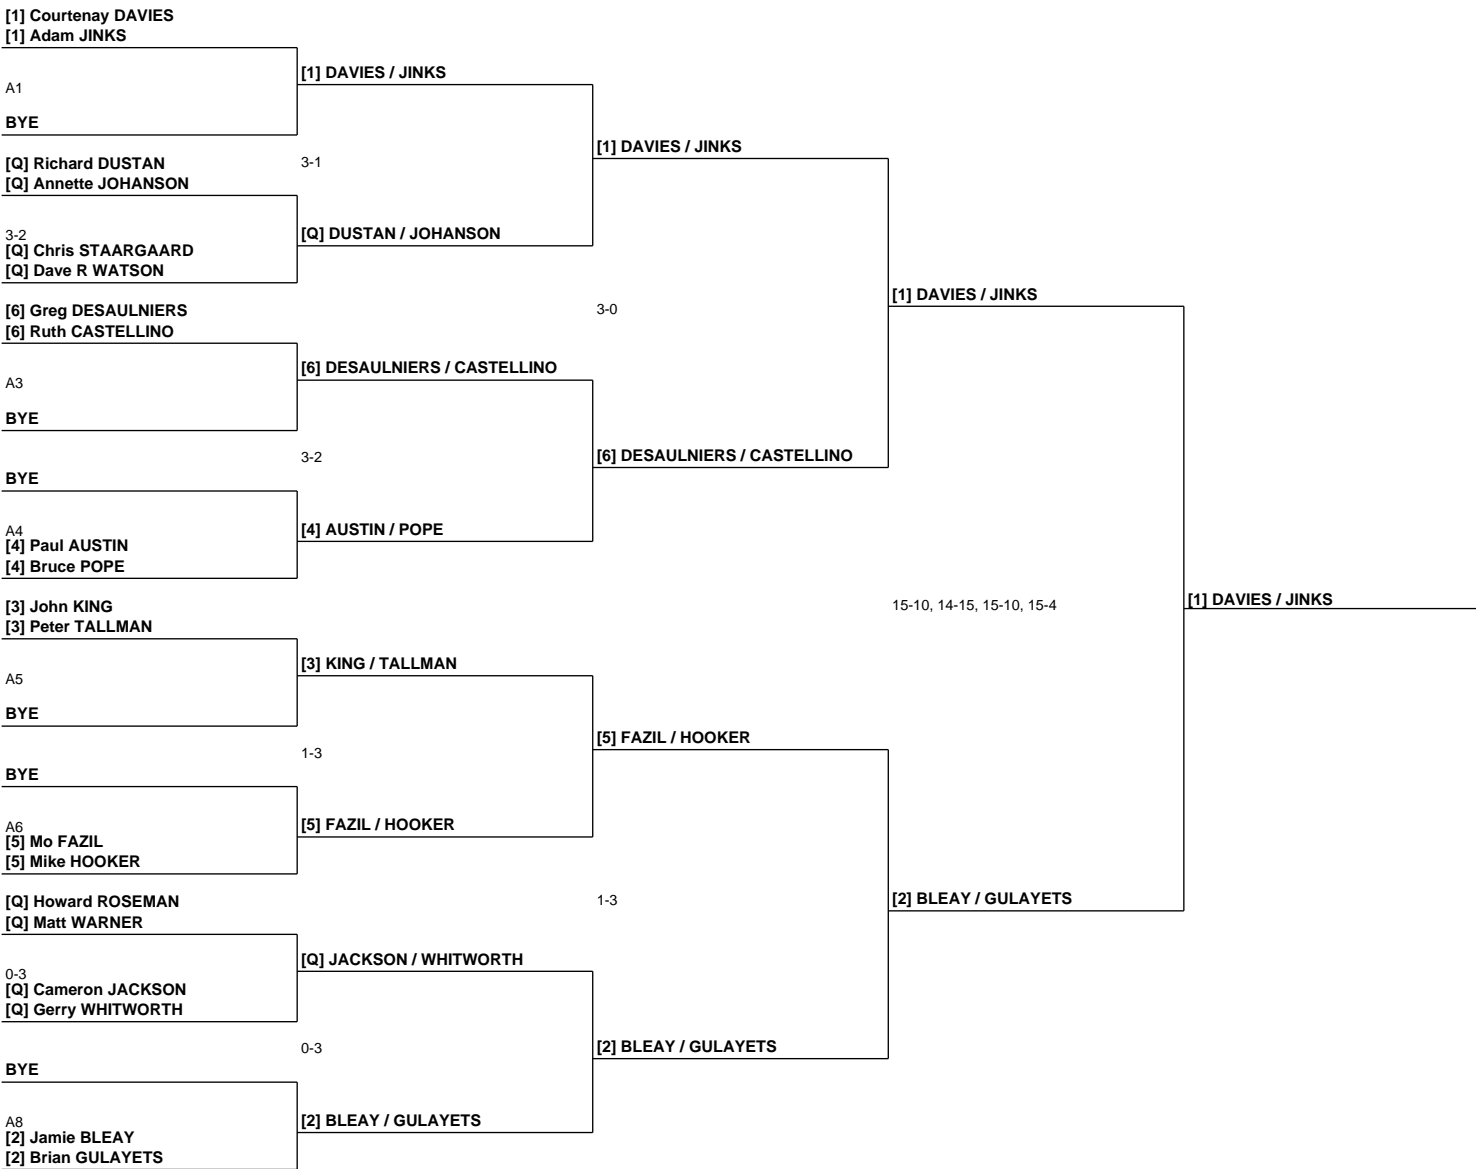 [1] Courtenay DAVIES
[1] Adam JINKS
[1] DAVIES / JINKS
A1
BYE
[1] DAVIES / JINKS
[Q] Richard DUSTAN
3-1
[Q] Annette JOHANSON
3-2
[Q] DUSTAN / JOHANSON
[Q] Chris STAARGAARD
[Q] Dave R WATSON
[1] DAVIES / JINKS
[6] Greg DESAULNIERS
3-0
[6] Ruth CASTELLINO
[6] DESAULNIERS / CASTELLINO
A3
BYE
3-2
[6] DESAULNIERS / CASTELLINO
BYE
A4
[4] AUSTIN / POPE
[4] Paul AUSTIN
[4] Bruce POPE
[3] John KING
15-10, 14-15, 15-10, 15-4
[1] DAVIES / JINKS
[3] Peter TALLMAN
[3] KING / TALLMAN
A5
BYE
[5] FAZIL / HOOKER
1-3
BYE
A6
[5] FAZIL / HOOKER
[5] Mo FAZIL
[5] Mike HOOKER
[Q] Howard ROSEMAN
1-3
[2] BLEAY / GULAYETS
[Q] Matt WARNER
[Q] JACKSON / WHITWORTH
0-3
[Q] Cameron JACKSON
[Q] Gerry WHITWORTH
0-3
[2] BLEAY / GULAYETS
BYE
A8
[2] BLEAY / GULAYETS
[2] Jamie BLEAY
[2] Brian GULAYETS